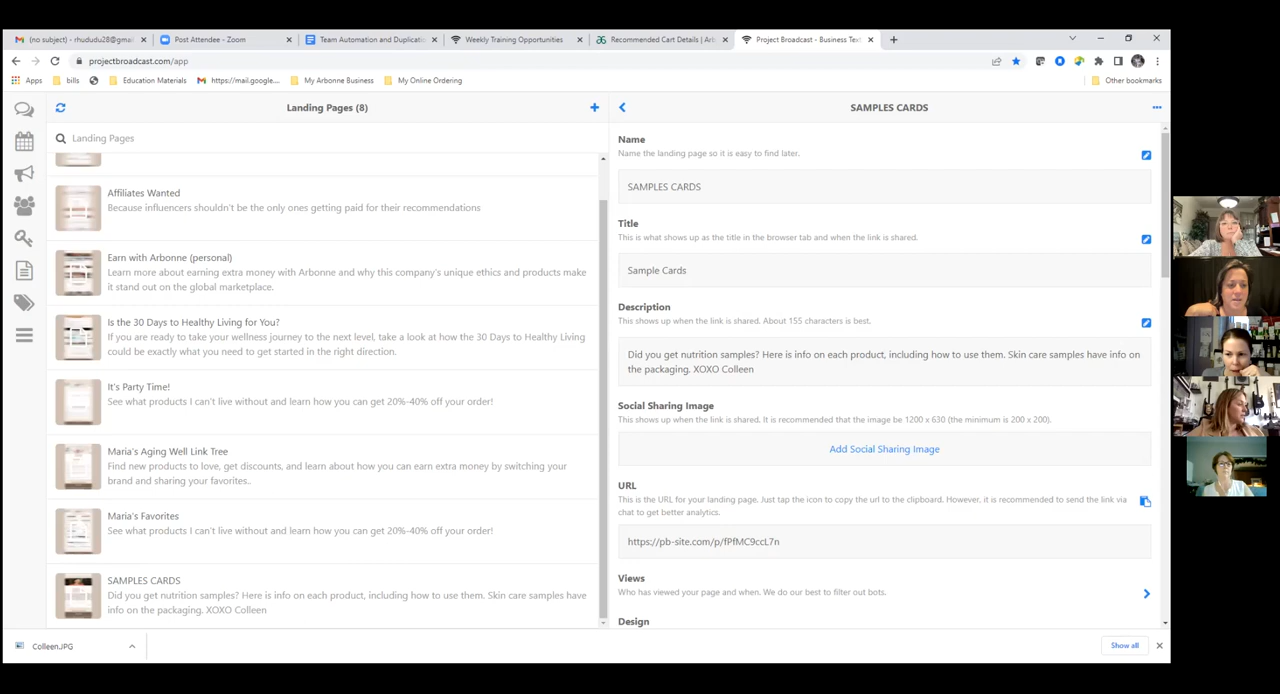 (no subject) - rhududu28@gmai
Post Attendee - Zoom
Team Automation and Duplicatio
Weekly Training Opportunities
Recommended Cart Details | Arb
Project Broadcast - Business Text
projectbroadcast.com/app
Apps
bills
Education Materials
https://mail.google....
My Arbonne Business
My Online Ordering
Other bookmarks
Landing Pages (8)
Landing Pages
Affiliates Wanted
Because influencers shouldn't be the only ones getting paid for their recommendations
Earn with Arbonne (personal)
Learn more about earning extra money with Arbonne and why this company's unique ethics and products make
it stand out on the global marketplace.
Is the 30 Days to Healthy Living for You?
If you are ready to take your wellness journey to the next level, take a look at how the 30 Days to Healthy Living
could be exactly what you need to get started in the right direction.
It's Party Time!
See what products I can't live without and learn how you can get 20%-40% off your order!
Maria's Aging Well Link Tree
Find new products to love, get discounts, and learn about how you can earn extra money by switching your
brand and sharing your favorites..
Maria's Favorites
See what products I can't live without and learn how you can get 20%-40% off your order!
SAMPLES CARDS
Did you get nutrition samples? Here is info on each product, including how to use them. Skin care samples have
info on the packaging. XOXO Colleen
SAMPLES CARDS
Name
Name the landing page so it is easy to find later.
SAMPLES CARDS
Title
This is what shows up as the title in the browser tab and when the link is shared.
Sample Cards
Description
This shows up when the link is shared. About 155 characters is best.
Did you get nutrition samples? Here is info on each product, including how to use them. Skin care samples have info on
the packaging. XOXO Colleen
Social Sharing Image
This shows up when the link is shared. It is recommended that the image be 1200 x 630 (the minimum is 200 x 200).
Add Social Sharing Image
URL
This is the URL for your landing page. Just tap the icon to copy the url to the clipboard. However, it is recommended to send the link via
chat to get better analytics.
https://pb-site.com/p/fPfMC9ccL7n
Views
Who has viewed your page and when. We do our best to filter out bots.
Design
Colleen.JPG
Show all